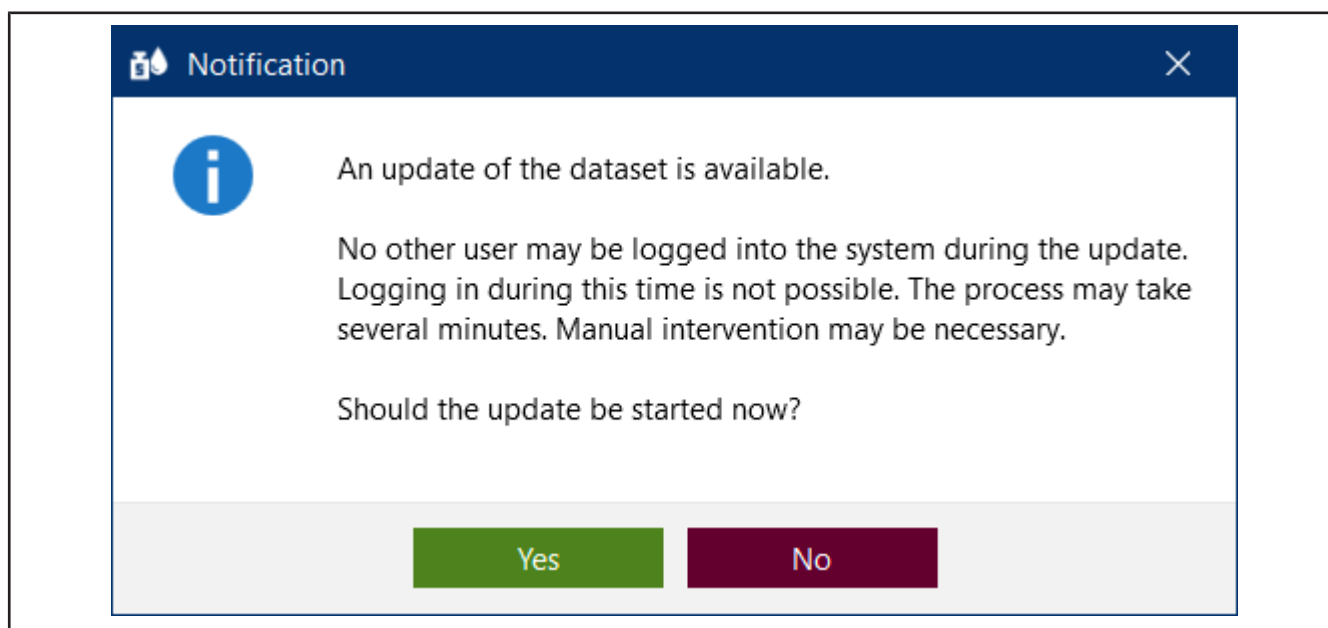 Notification
An update of the dataset is available.
No other user may be logged into the system during the update.
Logging in during this time is not possible. The process may take
several minutes. Manual intervention may be necessary.
Should the update be started now?
Yes No